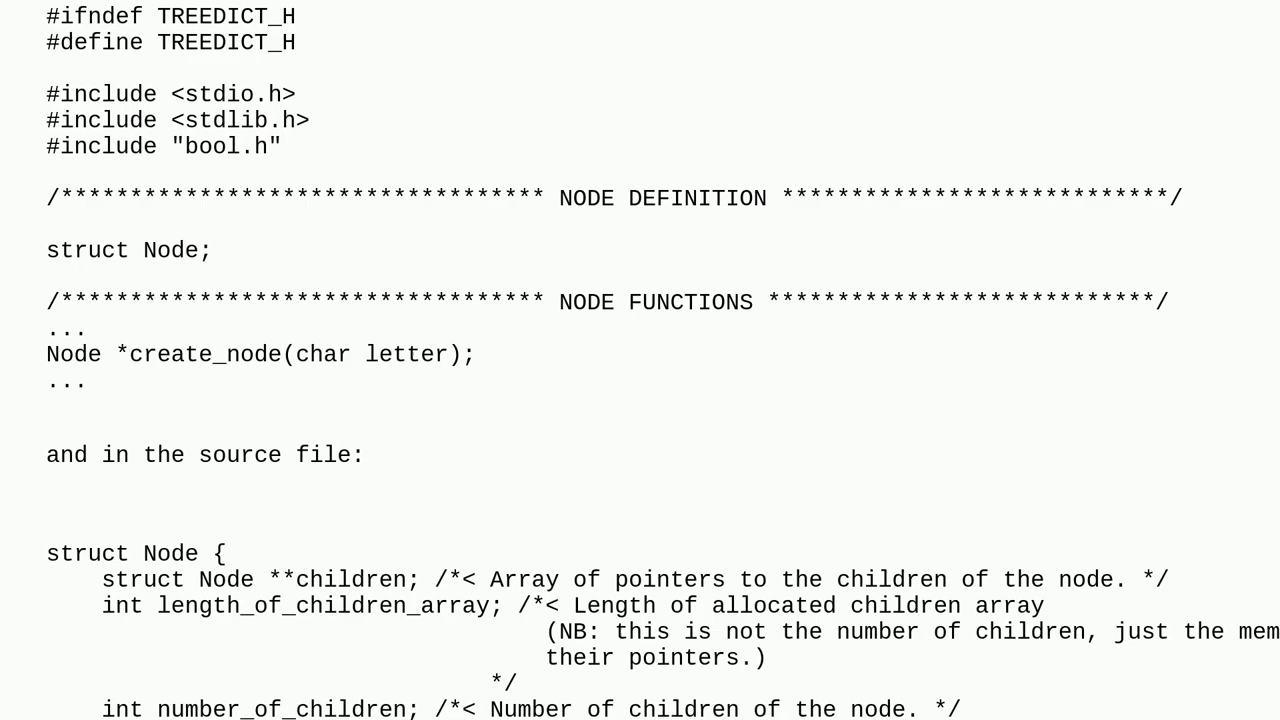 #ifndef TREEDICT_H
#define TREEDICT_H
#include <stdio.h>
#include <stdlib.h>
#include "bool.h"
/*********************************** NODE DEFINITION ****************************/
struct Node;
/*********************************** NODE FUNCTIONS ****************************/
...
Node *create_node(char letter);
...
and in the source file:
struct Node {
    struct Node **children; /*< Array of pointers to the children of the node. */
    int length_of_children_array; /*< Length of allocated children array
                                    (NB: this is not the number of children, just the
                                    their pointers.)
                                */
    int number_of_children; /*< Number of children of the node. */